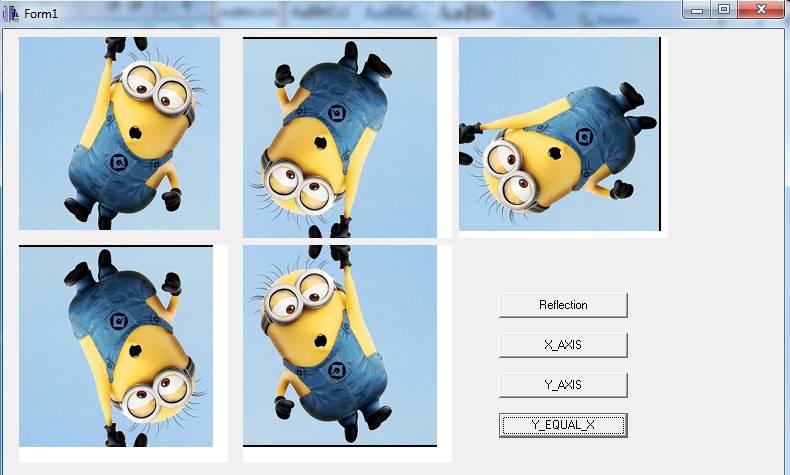 Form1
Reflection
X_AXIS
Y_AXIS
Y_EQUAL_X